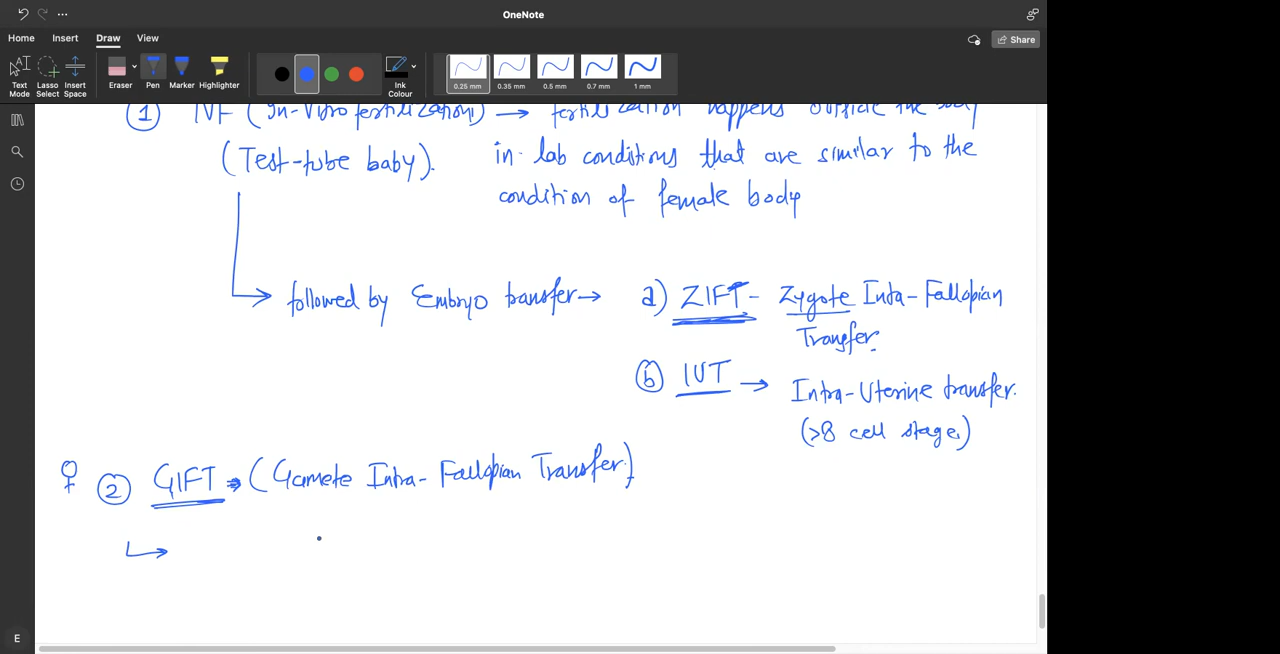 OneNote
Home Insert Draw View
Share
Text Mode Lasso Select Insert Space Eraser Pen Marker Highlighter Ink Colour 0.25 mm 0.35 mm 0.5 mm 0.7 mm 1 mm
① IVF (In-Vitro fertilization) → fertilization happens outside the body
(Test-tube baby). in lab conditions that are similar to the
condition of female body
followed by Embryo transfer → a) ZIFT - Zygote Inta-Fallopian
Transfer.
ⓑ IUT → Intra-Uterine transfer.
(>8 cell stage)
♀ ② GIFT → (Gamete Intra-Fallopian Transfer)
E